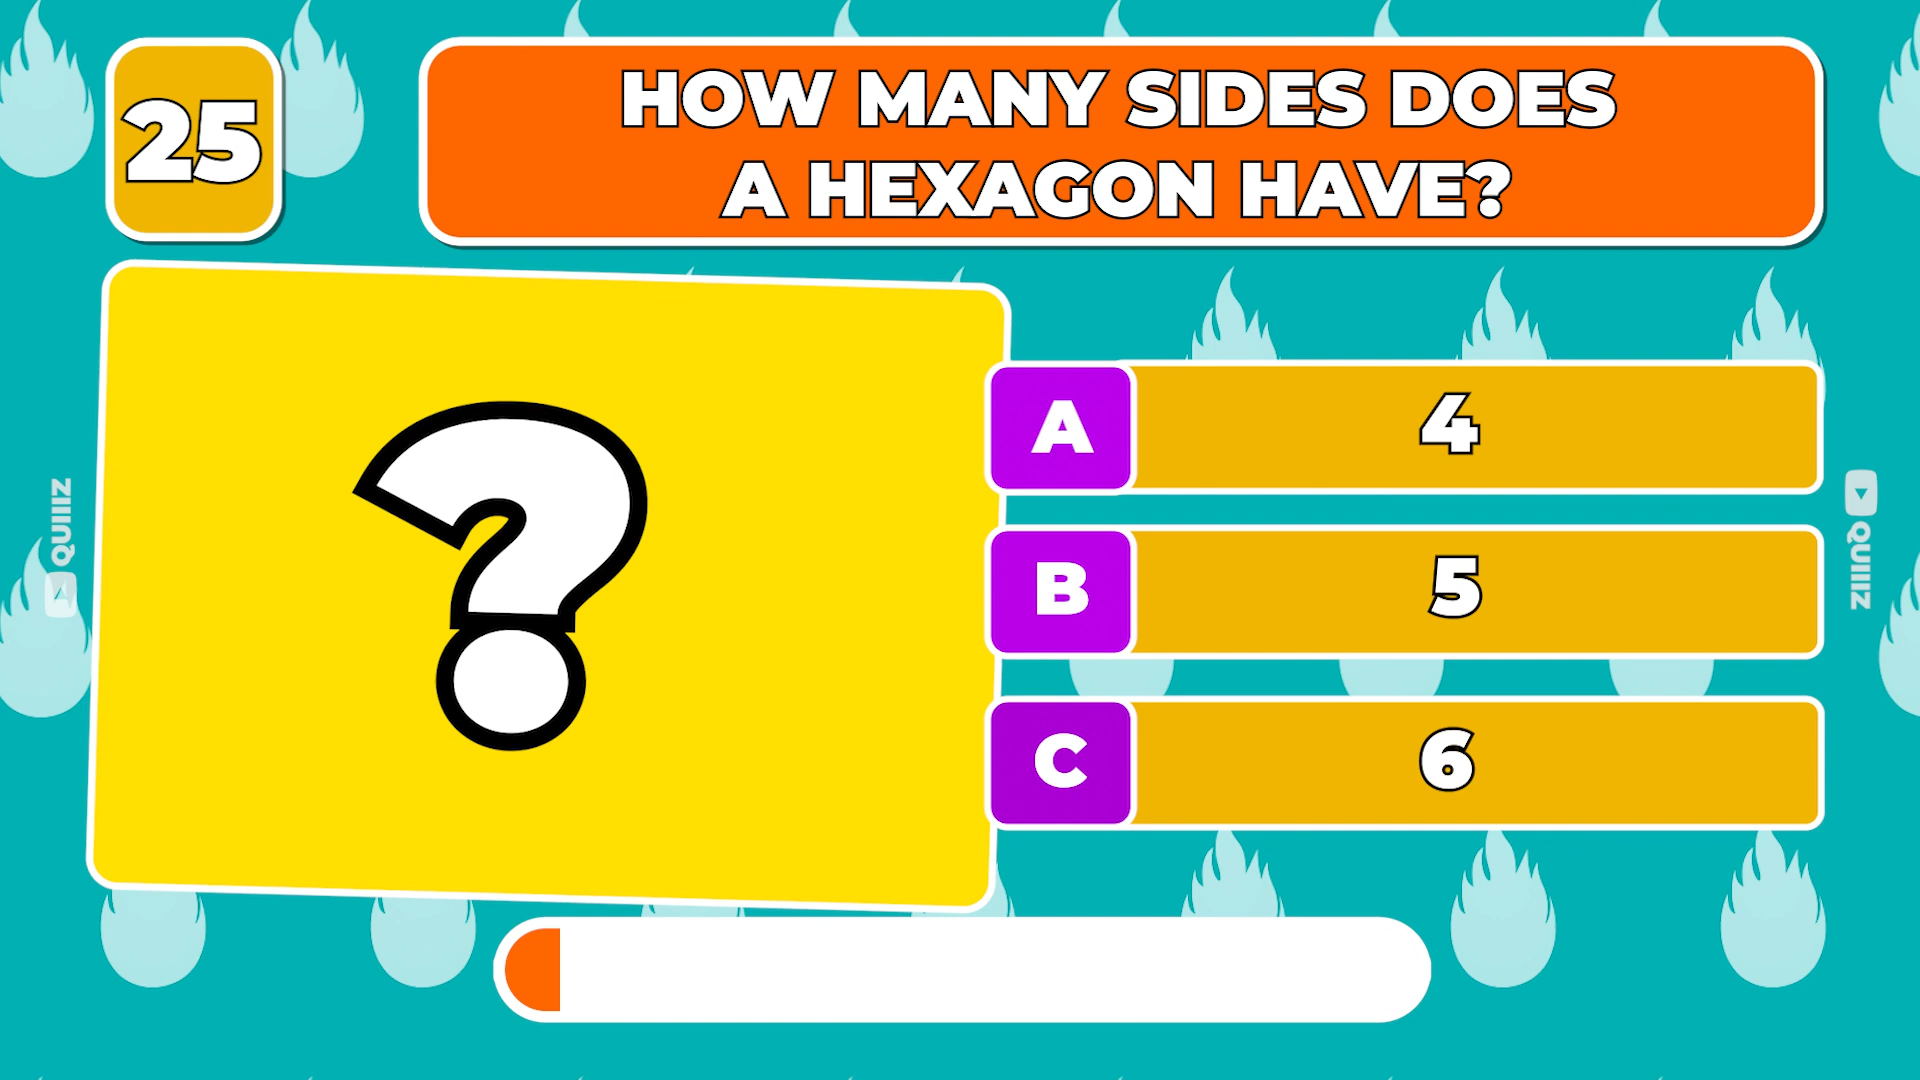 25
HOW MANY SIDES DOES
A HEXAGON HAVE?
?
A 4
B 5
C 6
QUIIIZ
QUIIIZ